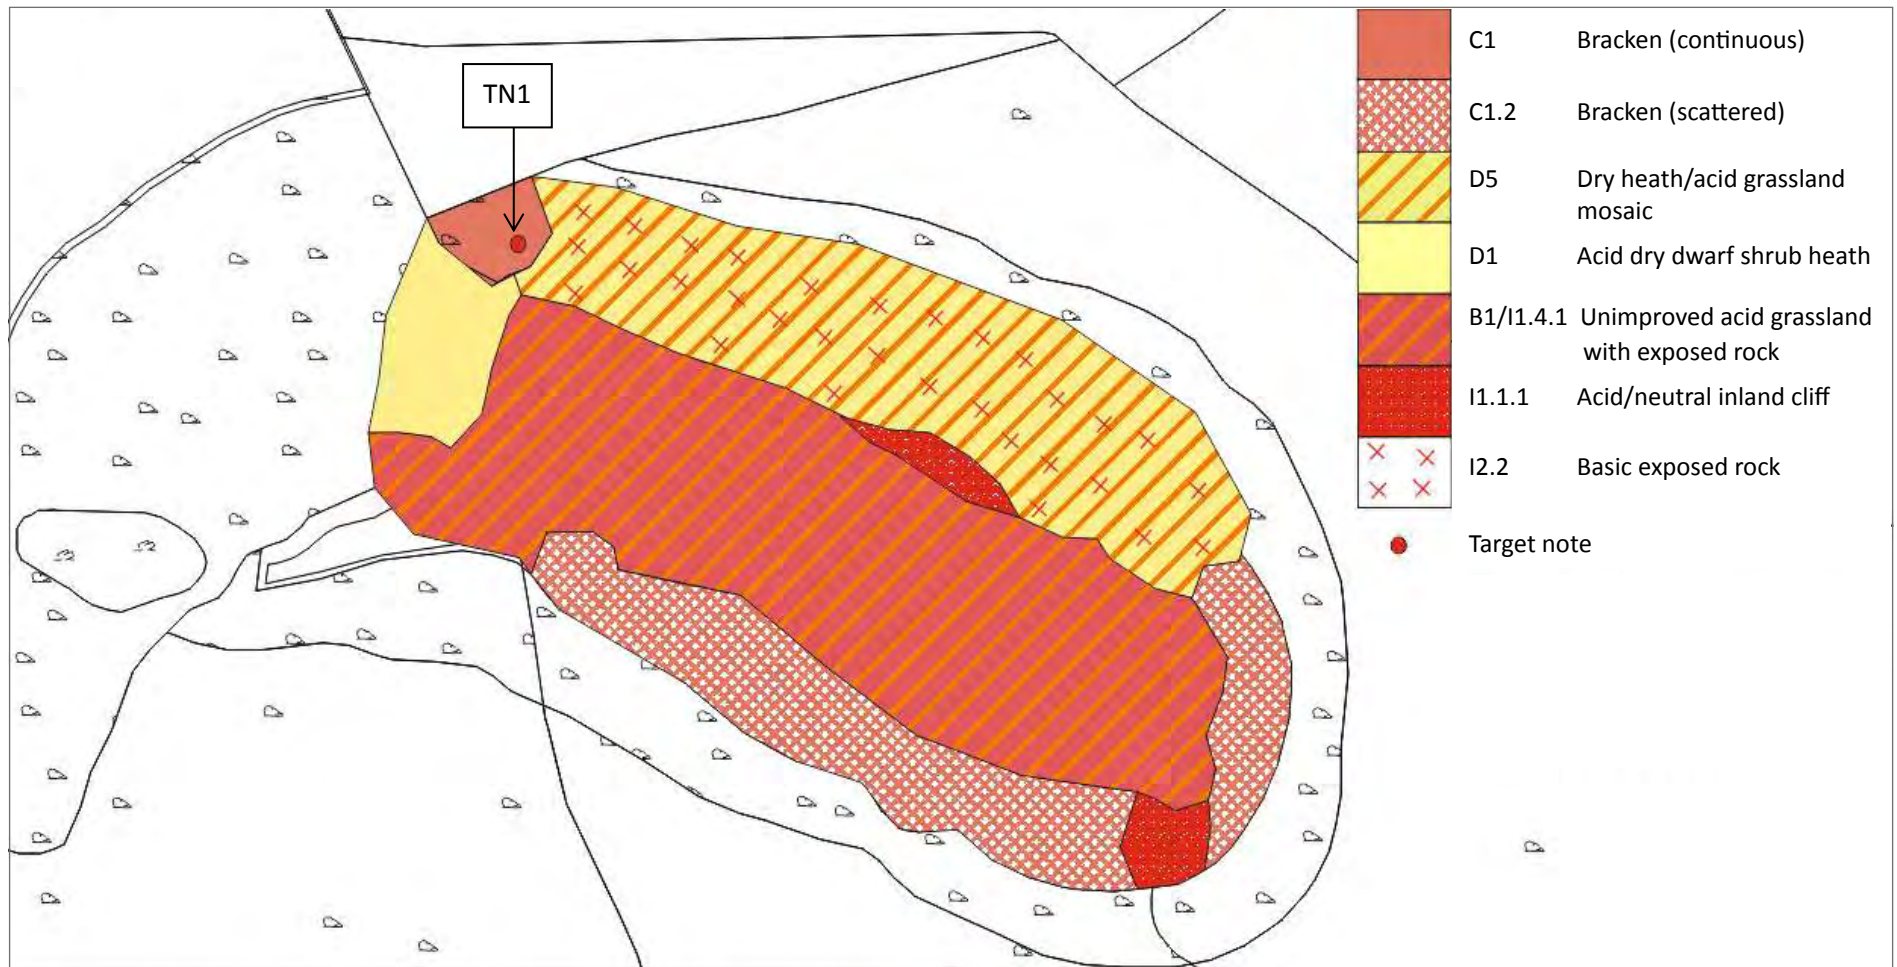 TN1
C1 Bracken (continuous)
C1.2 Bracken (scattered)
D5 Dry heath/acid grassland
mosaic
D1 Acid dry dwarf shrub heath
B1/I1.4.1 Unimproved acid grassland
with exposed rock
I1.1.1 Acid/neutral inland cliff
I2.2 Basic exposed rock
Target note